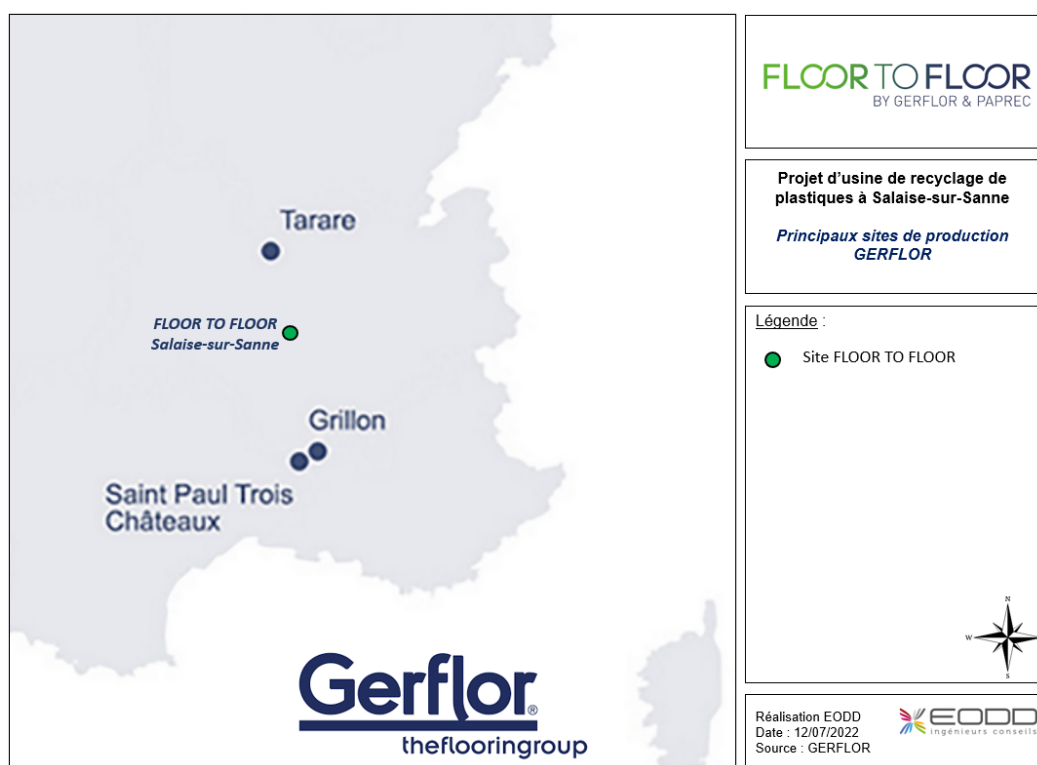 Tarare
FLOOR TO FLOOR
Salaise-sur-Sanne
Grillon
Saint Paul Trois
Châteaux
Gerflor®
theflooringroup
FLOOR TO FLOOR
BY GERFLOR & PAPREC
Projet d'usine de recyclage de
plastiques à Salaise-sur-Sanne
Principaux sites de production
GERFLOR
Légende :
Site FLOOR TO FLOOR
N
W
S
Réalisation EODD
Date : 12/07/2022
Source : GERFLOR
EODD
ingénieurs conseils